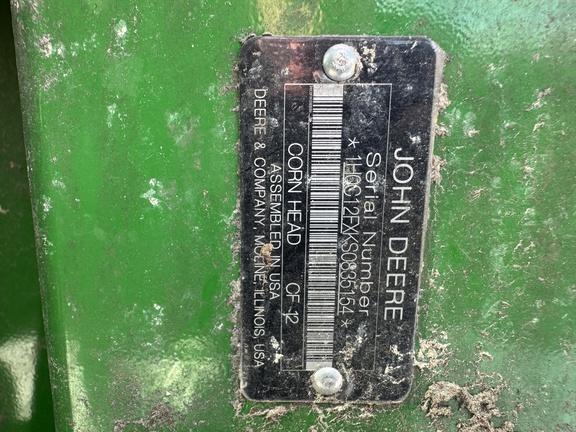 JOHN DEERE
Serial Number
*1H0C12FXKS0835154*
CORN HEAD CF 12
ASSEMBLED IN USA
DEERE & COMPANY, MOLINE, ILLINOIS, USA